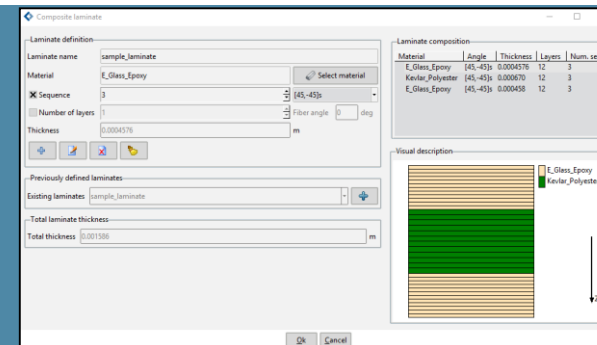 Composite laminate
Laminate definition
Laminate name sample_laminate
Material E_Glass_Epoxy Select material
Sequence 3 [45,-45]s
Number of layers 1 Fiber angle 0 deg
Thickness 0.0004576 m
Previously defined laminates
Existing laminates sample_laminate
Total laminate thickness
Total thickness 0.001586 m
Laminate composition
Material Angle Thickness Layers Num. se
E_Glass_Epoxy [45,-45]s 0.0004576 12 3
Kevlar_Polyester [45,-45]s 0.000670 12 3
E_Glass_Epoxy [45,-45]s 0.000458 12 3
Visual description
E_Glass_Epoxy
Kevlar_Polyeste
Ok Cancel